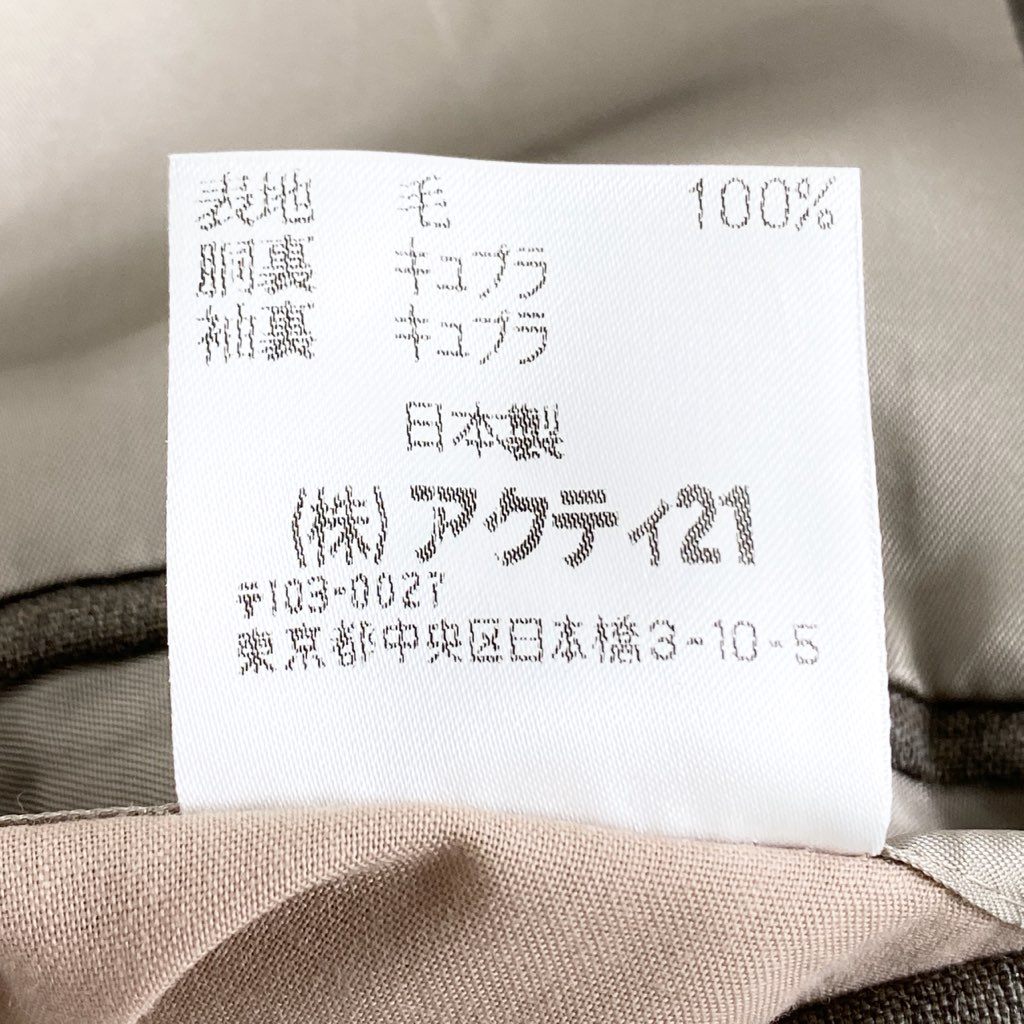 表地 毛 100%
胴裏 キュプラ
袖裏 キュプラ
日本製
(株)アクティ21
〒103-0027
東京都中央区日本橋3-10-5